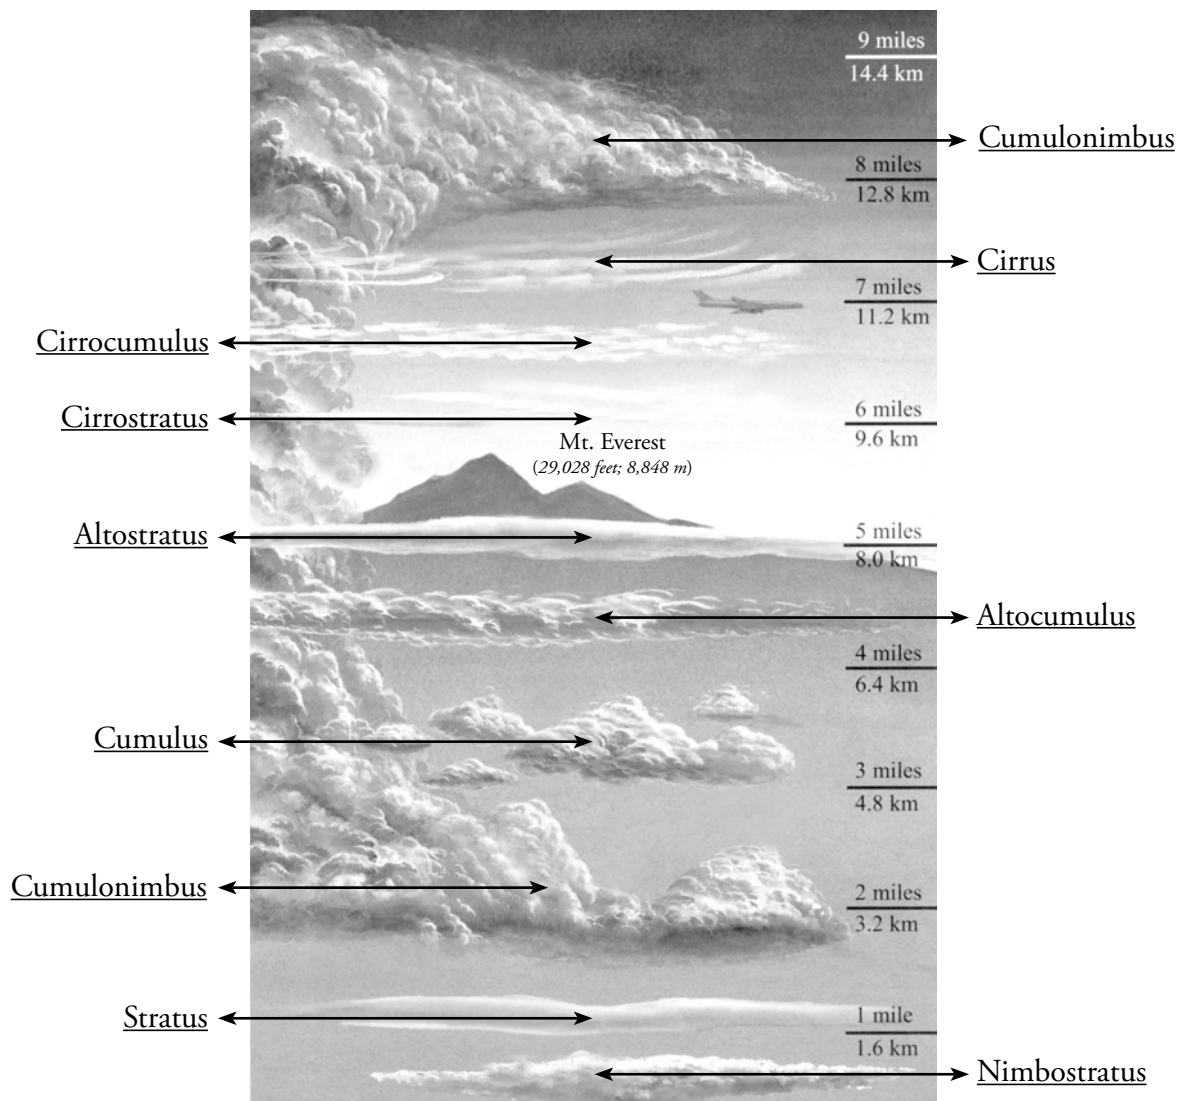 9 miles
14.4 km
Cumulonimbus
8 miles
12.8 km
Cirrus
7 miles
11.2 km
Cirrocumulus
Cirrostratus
6 miles
9.6 km
Mt. Everest
(29,028 feet; 8,848 m)
Altostratus
5 miles
8.0 km
Altocumulus
4 miles
6.4 km
Cumulus
3 miles
4.8 km
Cumulonimbus
2 miles
3.2 km
Stratus
1 mile
1.6 km
Nimbostratus